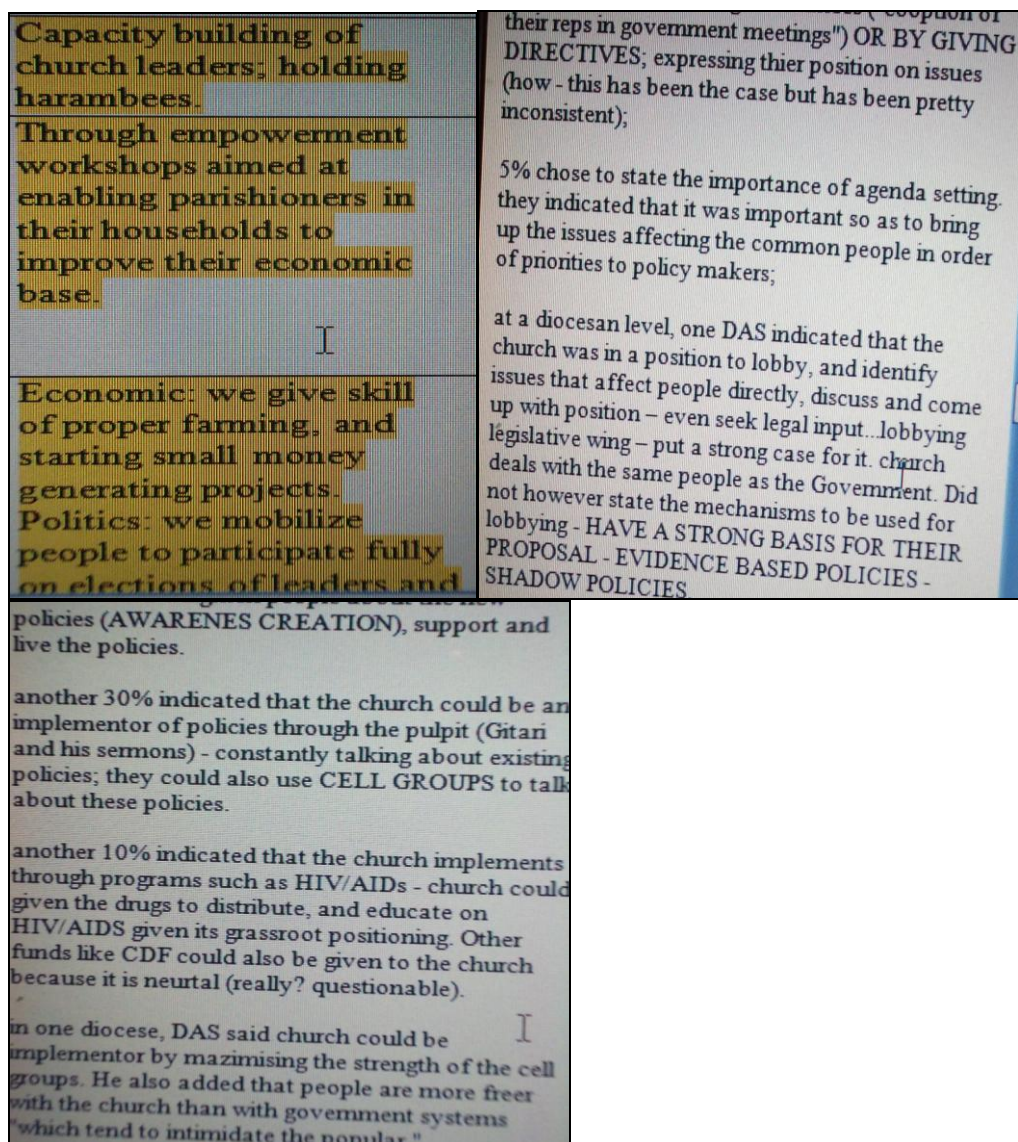 Capacity building of
church leaders; holding
harambees.
Through empowerment
workshops aimed at
enabling parishioners in
their households to
improve their economic
base.
Economic: we give skill
of proper farming, and
starting small money
generating projects.
Politics: we mobilize
people to participate fully
on elections of leaders and
their reps in government meetings") OR BY GIVING
DIRECTIVES; expressing thier position on issues
(how - this has been the case but has been pretty
inconsistent);
5% chose to state the importance of agenda setting.
they indicated that it was important so as to bring
up the issues affecting the common people in order
of priorities to policy makers;
at a diocesan level, one DAS indicated that the
church was in a position to lobby, and identify
issues that affect people directly, discuss and come
up with position – even seek legal input...lobbying
legislative wing – put a strong case for it. church
deals with the same people as the Government. Did
not however state the mechanisms to be used for
lobbying - HAVE A STRONG BASIS FOR THEIR
PROPOSAL - EVIDENCE BASED POLICIES -
SHADOW POLICIES
policies (AWARENES CREATION), support and
live the policies.
another 30% indicated that the church could be an
implementor of policies through the pulpit (Gitari
and his sermons) - constantly talking about existing
policies; they could also use CELL GROUPS to talk
about these policies.
another 10% indicated that the church implements
through programs such as HIV/AIDs - church could
given the drugs to distribute, and educate on
HIV/AIDS given its grassroot positioning. Other
funds like CDF could also be given to the church
because it is neurtal (really? questionable).
in one diocese, DAS said church could be
implementor by mazimising the strength of the cell
groups. He also added that people are more freer
with the church than with government systems
"which tend to intimidate the popular."